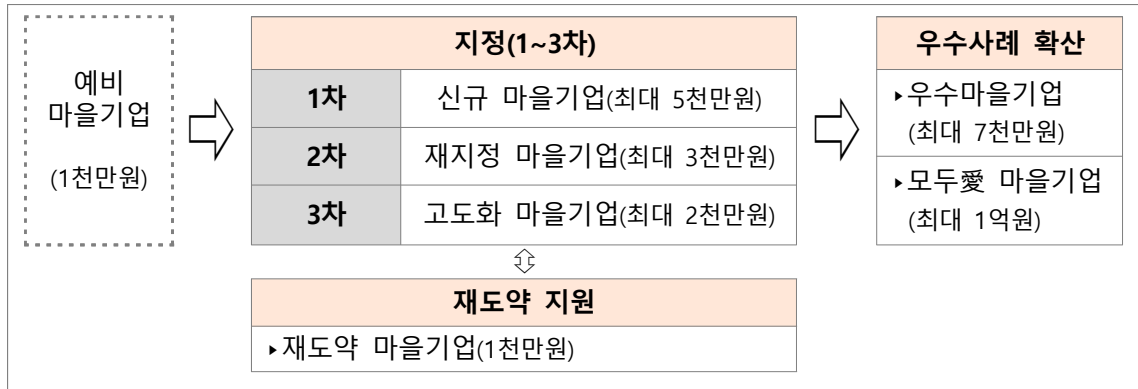 예비
마을기업
(1천만원)
지정(1~3차)
1차 신규 마을기업(최대 5천만원)
2차 재지정 마을기업(최대 3천만원)
3차 고도화 마을기업(최대 2천만원)
재도약 지원
▸재도약 마을기업(1천만원)
우수사례 확산
▸우수마을기업
(최대 7천만원)
▸모두愛 마을기업
(최대 1억원)